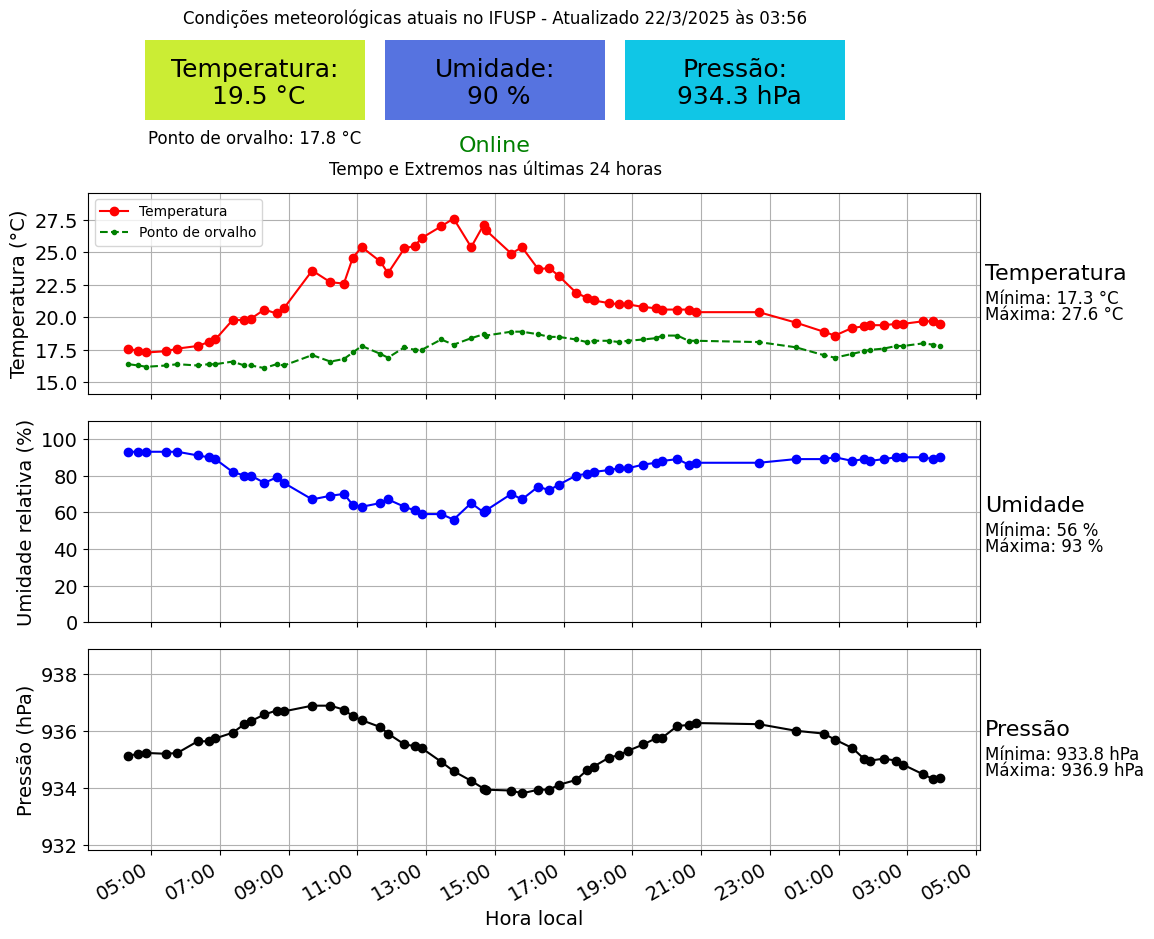 Condições meteorológicas atuais no IFUSP - Atualizado 22/3/2025 às 03:56
Temperatura:
19.5 °C
Umidade:
90 %
Pressão:
934.3 hPa
Ponto de orvalho: 17.8 °C
Online
Tempo e Extremos nas últimas 24 horas
Temperatura (°C)
27.5
25.0
22.5
20.0
17.5
15.0
Temperatura
Ponto de orvalho
Temperatura
Mínima: 17.3 °C
Máxima: 27.6 °C
Umidade relativa (%)
100
80
60
40
20
0
Umidade
Mínima: 56 %
Máxima: 93 %
Pressão (hPa)
938
936
934
932
Pressão
Mínima: 933.8 hPa
Máxima: 936.9 hPa
05:00 07:00 09:00 11:00 13:00 15:00 17:00 19:00 21:00 23:00 01:00 03:00 05:00
Hora local